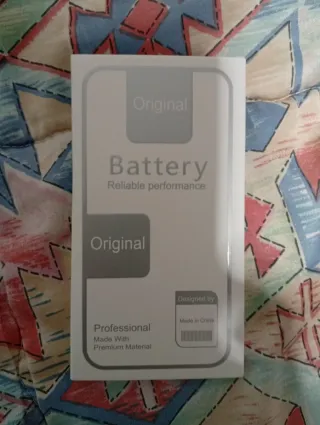 Original
Battery
Reliable performance
Original
Designed by
Made in China
Professional
Made With
Premium Material